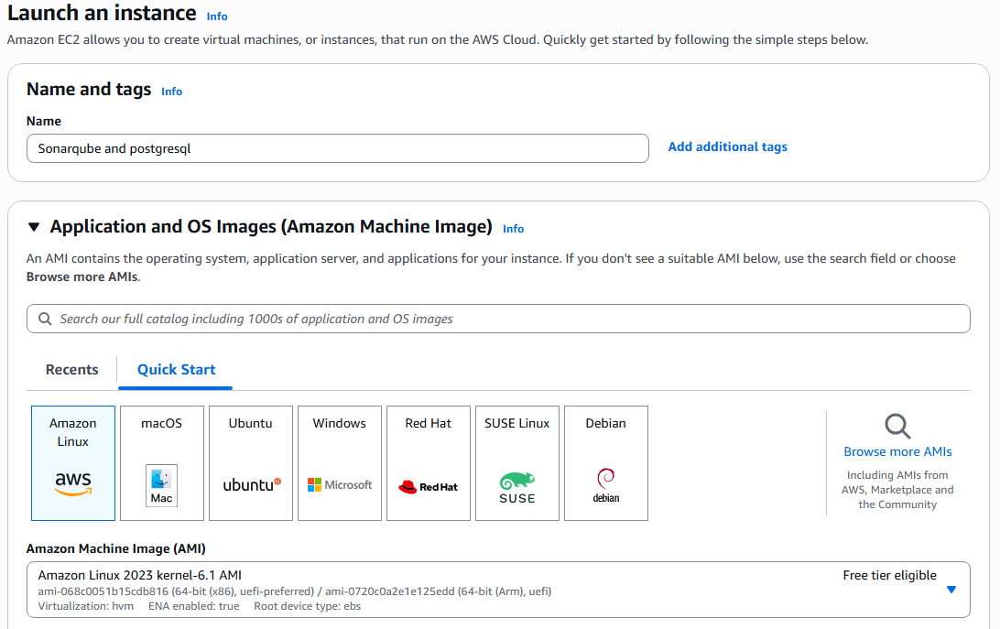 Launch an instance Info
Amazon EC2 allows you to create virtual machines, or instances, that run on the AWS Cloud. Quickly get started by following the simple steps below.
Name and tags Info
Name
Sonarqube and postgresql
Add additional tags
Application and OS Images (Amazon Machine Image) Info
An AMI contains the operating system, application server, and applications for your instance. If you don't see a suitable AMI below, use the search field or choose
Browse more AMIs.
Search our full catalog including 1000s of application and OS images
Recents
Quick Start
Amazon
Linux
aws
macOS
Mac
Ubuntu
ubuntu
Windows
Microsoft
Red Hat
Red Hat
SUSE Linux
SUSE
Debian
debian
Browse more AMIs
Including AMIs from
AWS, Marketplace and
the Community
Amazon Machine Image (AMI)
Amazon Linux 2023 kernel-6.1 AMI
Free tier eligible
ami-068c0051b15cdb816 (64-bit (x86), uefi-preferred) / ami-0720c0a2e1e125edd (64-bit (Arm), uefi)
Virtualization: hvm ENA enabled: true Root device type: ebs